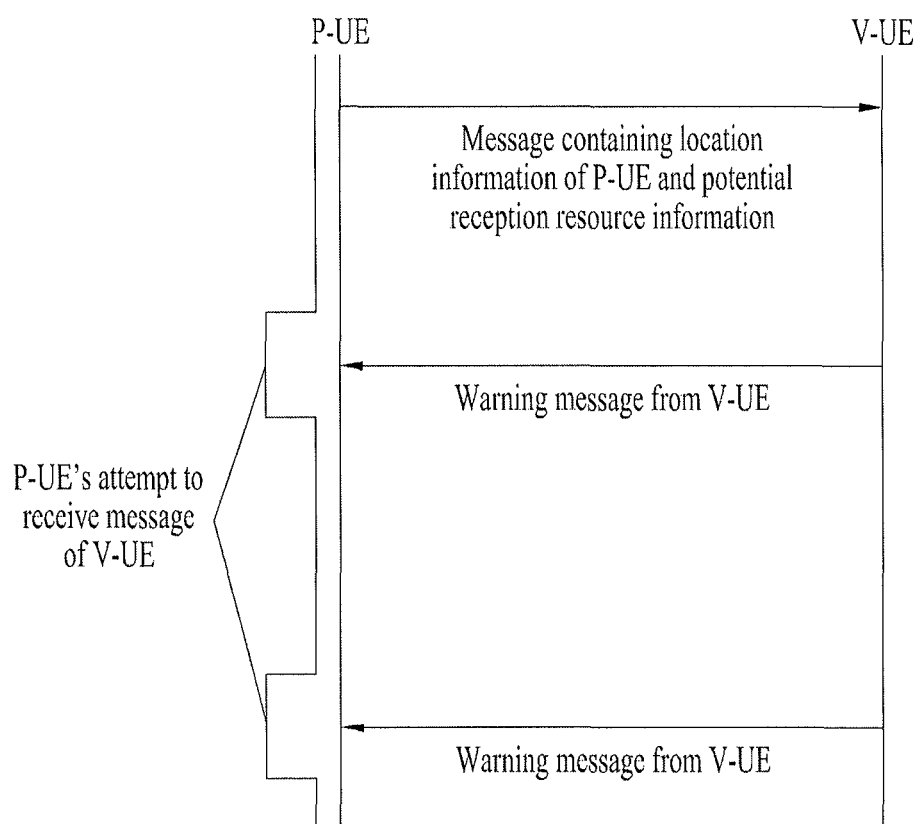 P-UE
V-UE
Message containing location
information of P-UE and potential
reception resource information
Warning message from V-UE
P-UE's attempt to
receive message
of V-UE
Warning message from V-UE